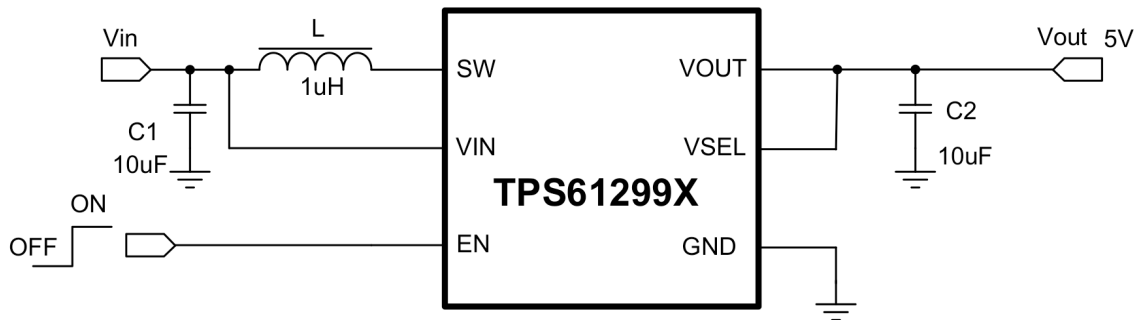 Vin
L
1uH
C1
10uF
ON
OFF
SW
VIN
EN
TPS61299X
VOUT
VSEL
GND
Vout 5V
C2
10uF